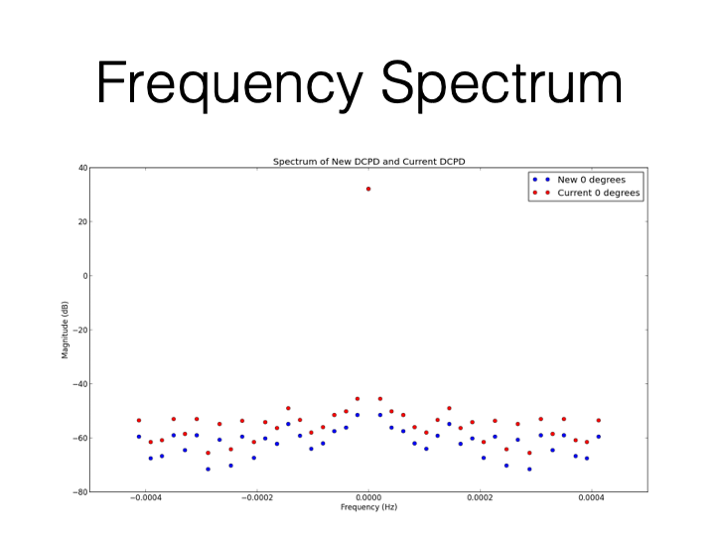 Frequency Spectrum
Spectrum of New DCPD and Current DCPD
New 0 degrees
Current 0 degrees
Magnitude (dB)
40
20
0
−20
−40
−60
−80
−0.0004 −0.0002 0.0000 0.0002 0.0004
Frequency (Hz)